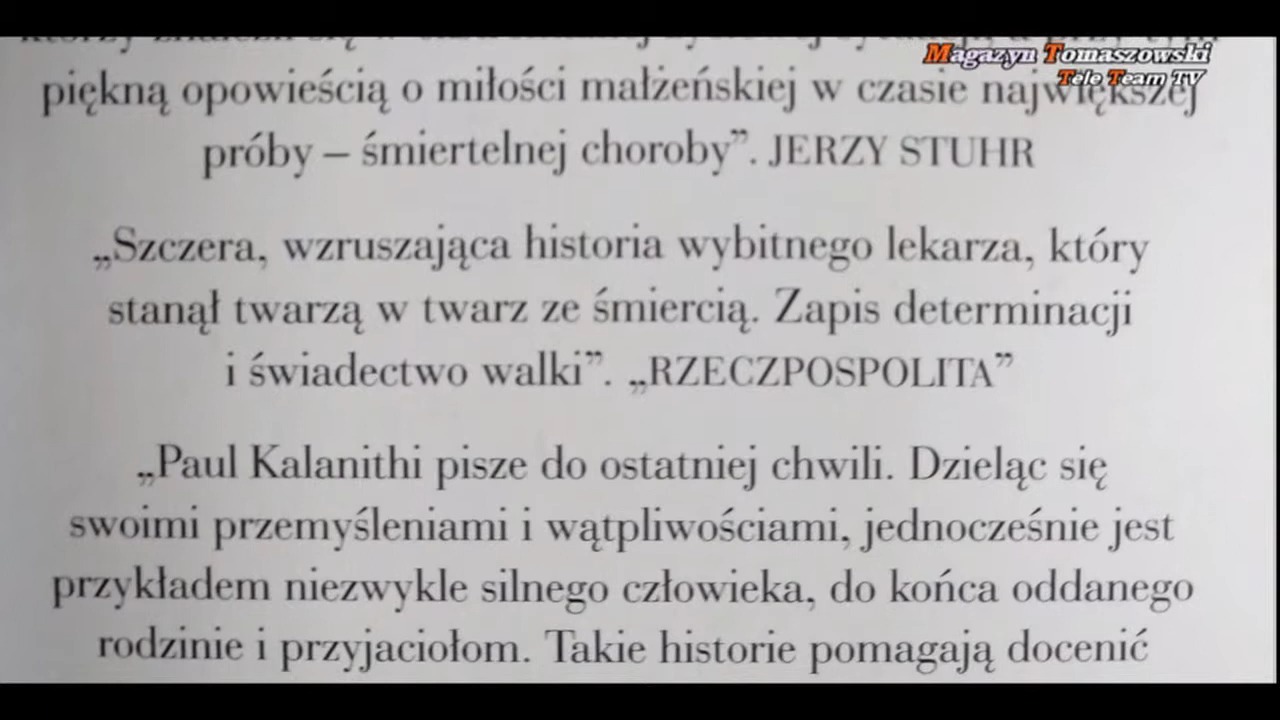 Magazyn Tomaszowski
Tele Team TV
piękną opowieścią o miłości małżeńskiej w czasie największej
próby – śmiertelnej choroby”. JERZY STUHR
„Szczera, wzruszająca historia wybitnego lekarza, który
stanął twarzą w twarz ze śmiercią. Zapis determinacji
i świadectwo walki”. „RZECZPOSPOLITA”
„Paul Kalanithi pisze do ostatniej chwili. Dzieląc się
swoimi przemyśleniami i wątpliwościami, jednocześnie jest
przykładem niezwykle silnego człowieka, do końca oddanego
rodzinie i przyjaciołom. Takie historie pomagają docenić